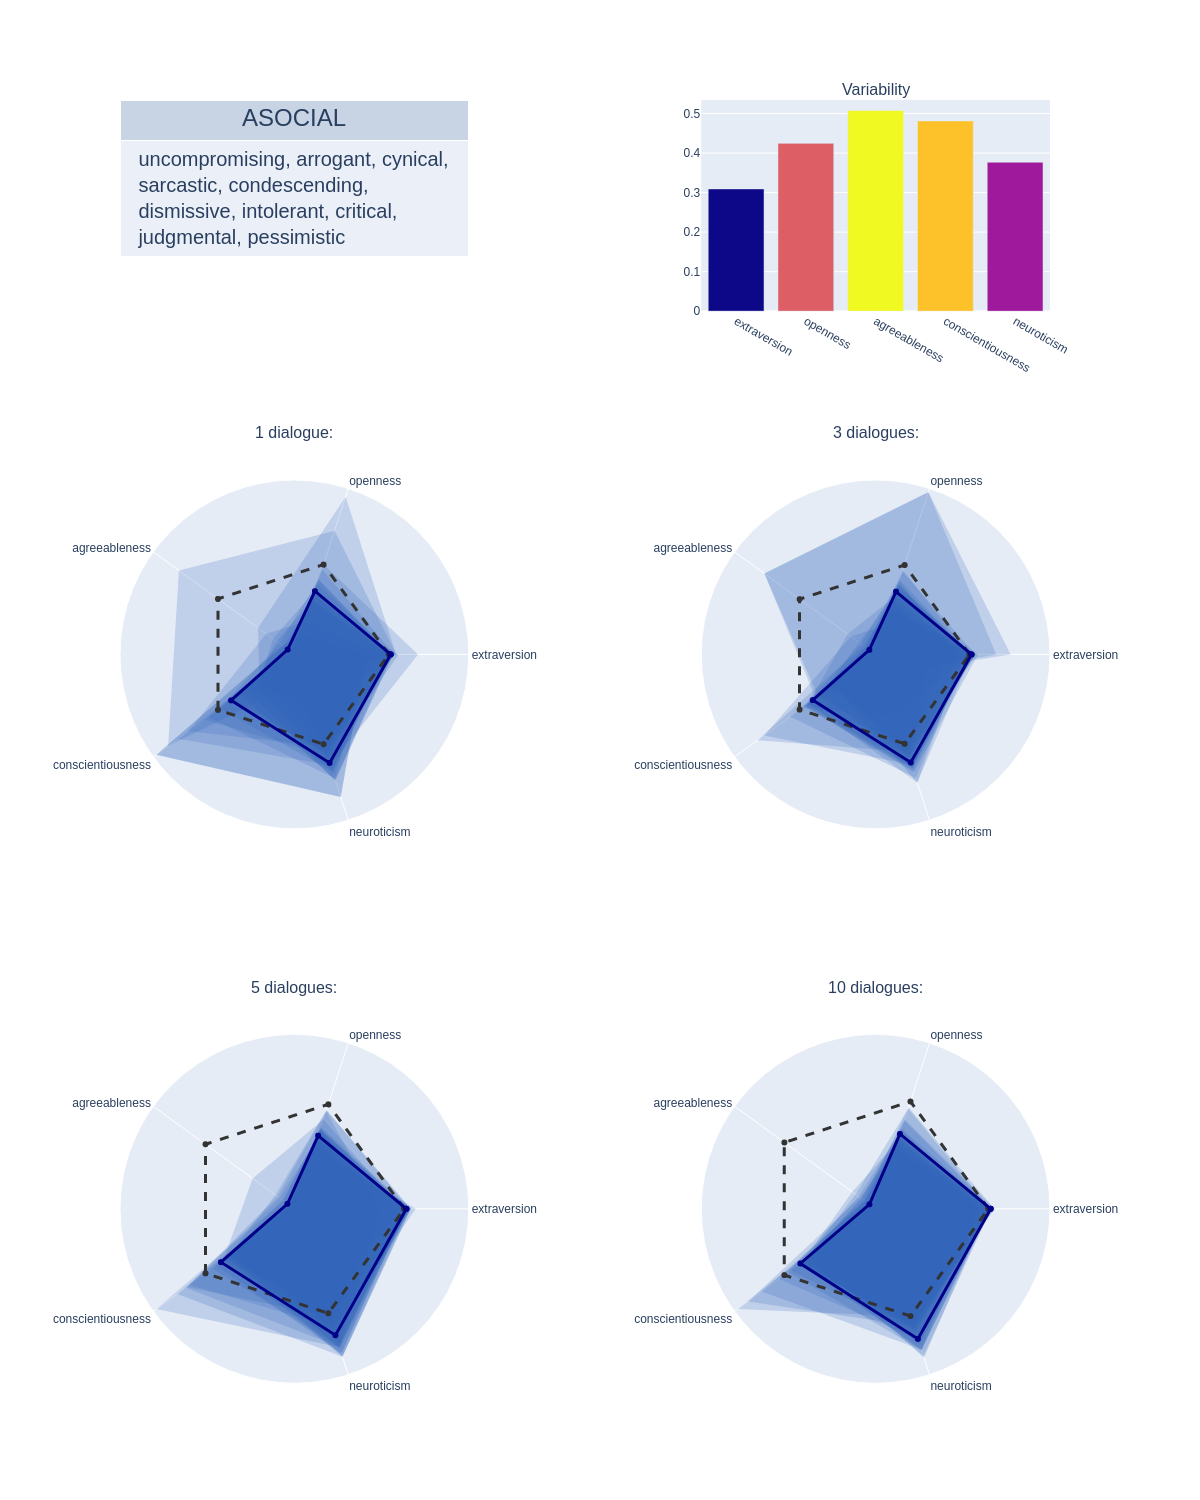 ASOCIAL
uncompromising, arrogant, cynical,
sarcastic, condescending,
dismissive, intolerant, critical,
judgmental, pessimistic
Variability
0.5
0.4
0.3
0.2
0.1
0
extraversion
openness
agreeableness
conscientiousness
neuroticism
1 dialogue:
openness
agreeableness
extraversion
conscientiousness
neuroticism
3 dialogues:
openness
agreeableness
extraversion
conscientiousness
neuroticism
5 dialogues:
openness
agreeableness
extraversion
conscientiousness
neuroticism
10 dialogues:
openness
agreeableness
extraversion
conscientiousness
neuroticism